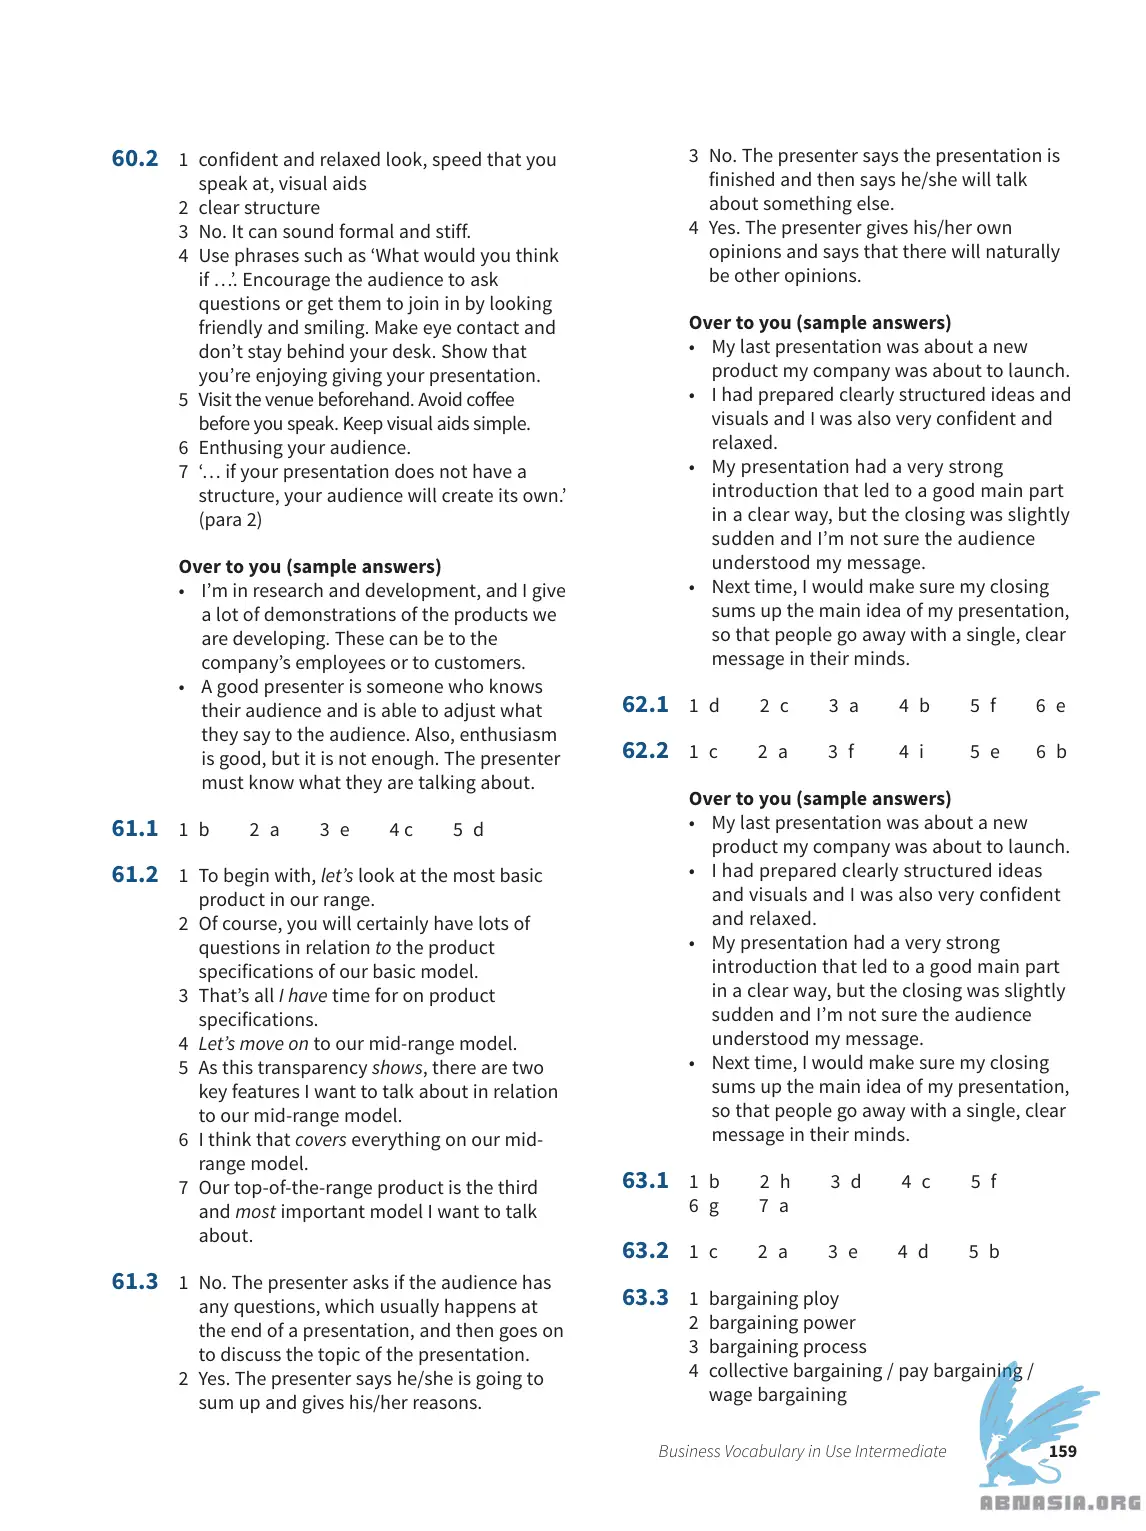 60.2 1 confident and relaxed look, speed that you
speak at, visual aids
2 clear structure
3 No. It can sound formal and stiff.
4 Use phrases such as ‘What would you think
if …’. Encourage the audience to ask
questions or get them to join in by looking
friendly and smiling. Make eye contact and
don’t stay behind your desk. Show that
you’re enjoying giving your presentation.
5 Visit the venue beforehand. Avoid coffee
before you speak. Keep visual aids simple.
6 Enthusing your audience.
7 ‘… if your presentation does not have a
structure, your audience will create its own.’
(para 2)
Over to you (sample answers)
• I’m in research and development, and I give
a lot of demonstrations of the products we
are developing. These can be to the
company’s employees or to customers.
• A good presenter is someone who knows
their audience and is able to adjust what
they say to the audience. Also, enthusiasm
is good, but it is not enough. The presenter
must know what they are talking about.
61.1 1 b 2 a 3 e 4 c 5 d
61.2 1 To begin with, let’s look at the most basic
product in our range.
2 Of course, you will certainly have lots of
questions in relation to the product
specifications of our basic model.
3 That’s all I have time for on product
specifications.
4 Let’s move on to our mid-range model.
5 As this transparency shows, there are two
key features I want to talk about in relation
to our mid-range model.
6 I think that covers everything on our mid-
range model.
7 Our top-of-the-range product is the third
and most important model I want to talk
about.
61.3 1 No. The presenter asks if the audience has
any questions, which usually happens at
the end of a presentation, and then goes on
to discuss the topic of the presentation.
2 Yes. The presenter says he/she is going to
sum up and gives his/her reasons.
3 No. The presenter says the presentation is
finished and then says he/she will talk
about something else.
4 Yes. The presenter gives his/her own
opinions and says that there will naturally
be other opinions.
Over to you (sample answers)
• My last presentation was about a new
product my company was about to launch.
• I had prepared clearly structured ideas and
visuals and I was also very confident and
relaxed.
• My presentation had a very strong
introduction that led to a good main part
in a clear way, but the closing was slightly
sudden and I’m not sure the audience
understood my message.
• Next time, I would make sure my closing
sums up the main idea of my presentation,
so that people go away with a single, clear
message in their minds.
62.1 1 d 2 c 3 a 4 b 5 f 6 e
62.2 1 c 2 a 3 f 4 i 5 e 6 b
Over to you (sample answers)
• My last presentation was about a new
product my company was about to launch.
• I had prepared clearly structured ideas
and visuals and I was also very confident
and relaxed.
• My presentation had a very strong
introduction that led to a good main part
in a clear way, but the closing was slightly
sudden and I’m not sure the audience
understood my message.
• Next time, I would make sure my closing
sums up the main idea of my presentation,
so that people go away with a single, clear
message in their minds.
63.1 1 b 2 h 3 d 4 c 5 f
6 g 7 a
63.2 1 c 2 a 3 e 4 d 5 b
63.3 1 bargaining ploy
2 bargaining power
3 bargaining process
4 collective bargaining / pay bargaining /
wage bargaining
Business Vocabulary in Use Intermediate 159
ABNASIA.ORG